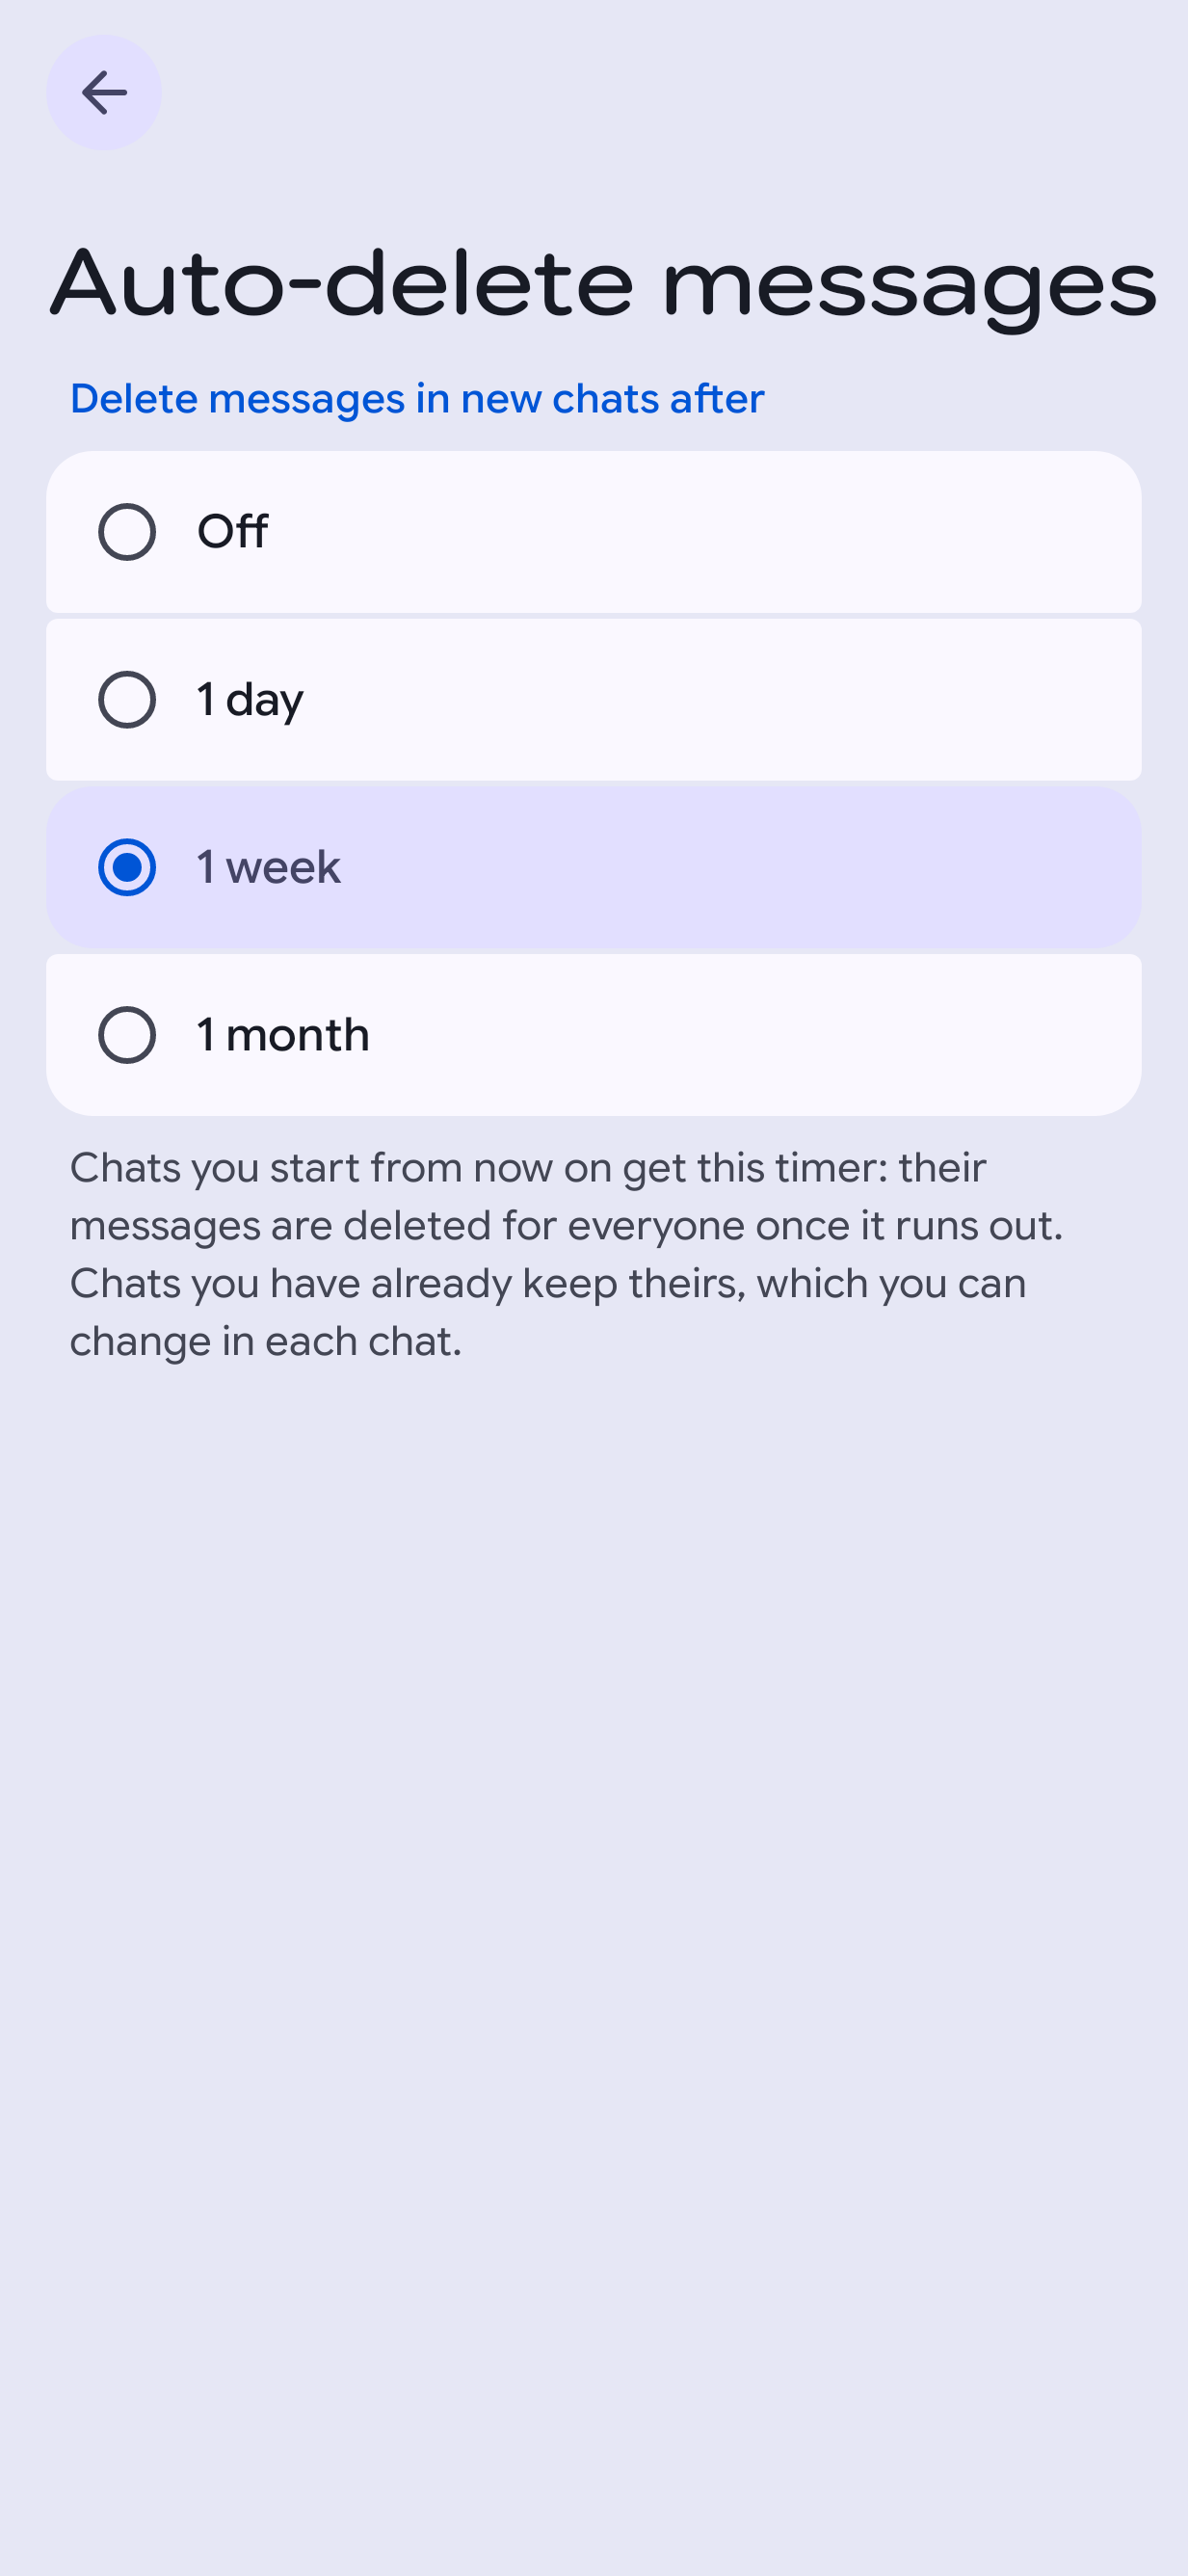 Auto-delete messages
Delete messages in new chats after
Off
1 day
1 week
1 month
Chats you start from now on get this timer: their
messages are deleted for everyone once it runs out.
Chats you have already keep theirs, which you can
change in each chat.